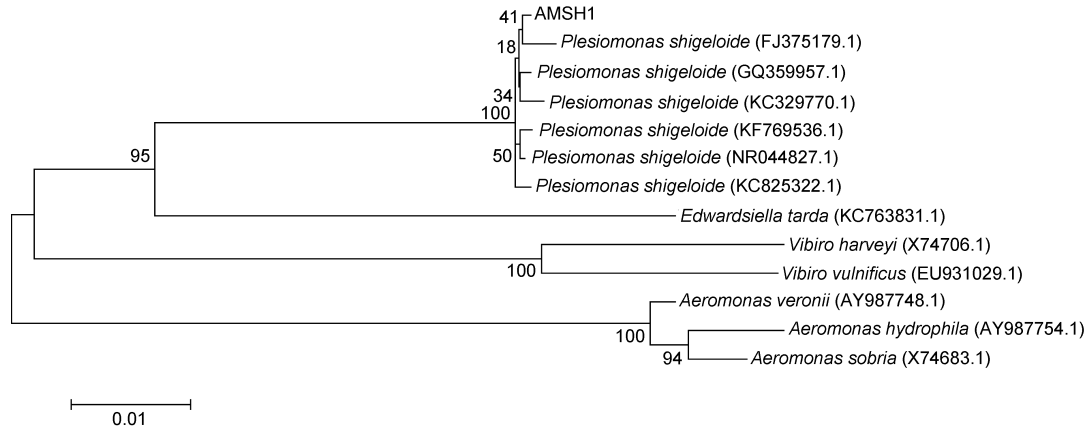 41 AMSH1
Plesiomonas shigeloide (FJ375179.1)
18
Plesiomonas shigeloide (GQ359957.1)
34
Plesiomonas shigeloide (KC329770.1)
100
Plesiomonas shigeloide (KF769536.1)
95
50 Plesiomonas shigeloide (NR044827.1)
Plesiomonas shigeloide (KC825322.1)
Edwardsiella tarda (KC763831.1)
Vibiro harveyi (X74706.1)
100
Vibiro vulnificus (EU931029.1)
Aeromonas veronii (AY987748.1)
100
Aeromonas hydrophila (AY987754.1)
94 Aeromonas sobria (X74683.1)
0.01